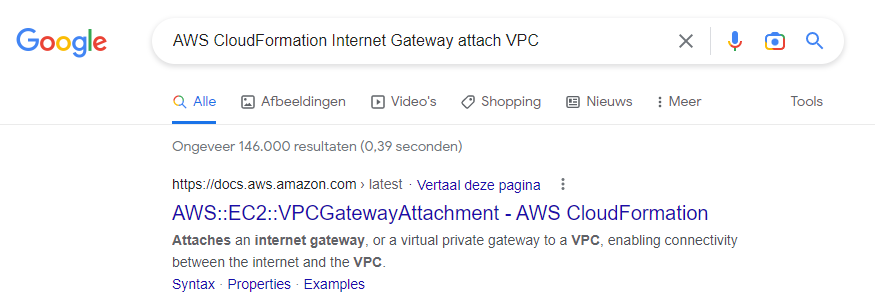 Google
AWS CloudFormation Internet Gateway attach VPC
Alle Afbeeldingen Video's Shopping Nieuws Meer Tools
Ongeveer 146.000 resultaten (0,39 seconden)
https://docs.aws.amazon.com › latest · Vertaal deze pagina
AWS::EC2::VPCGatewayAttachment - AWS CloudFormation
Attaches an internet gateway, or a virtual private gateway to a VPC, enabling connectivity
between the internet and the VPC.
Syntax · Properties · Examples